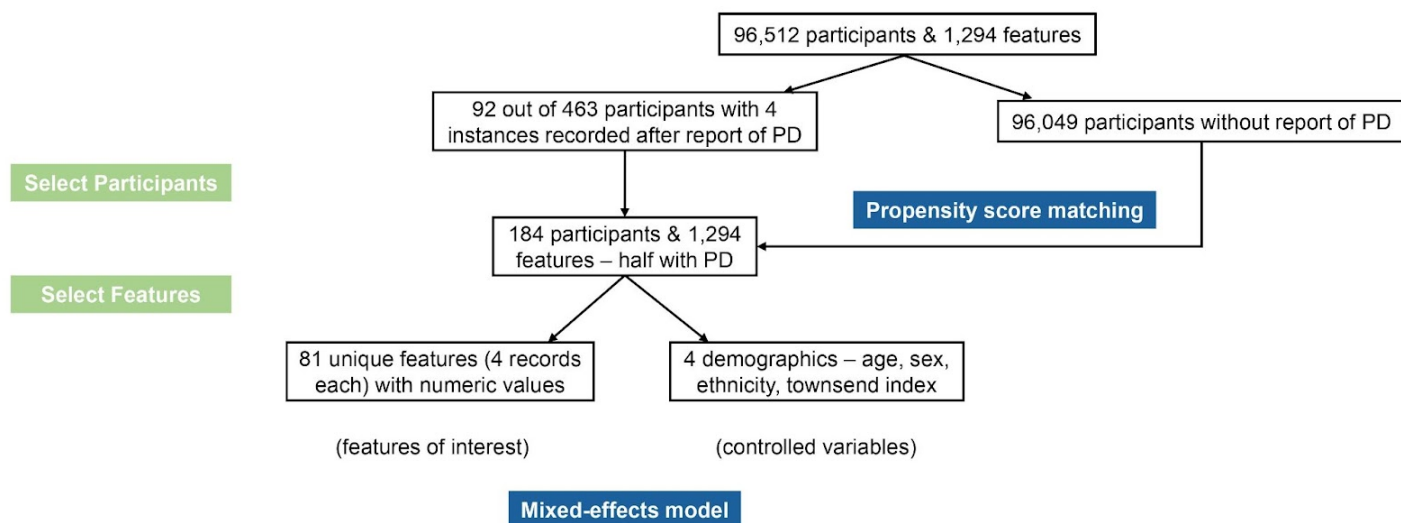 96,512 participants & 1,294 features
92 out of 463 participants with 4
instances recorded after report of PD
96,049 participants without report of PD
Select Participants
Propensity score matching
184 participants & 1,294
features – half with PD
Select Features
81 unique features (4 records
each) with numeric values
4 demographics – age, sex,
ethnicity, townsend index
(features of interest)
(controlled variables)
Mixed-effects model